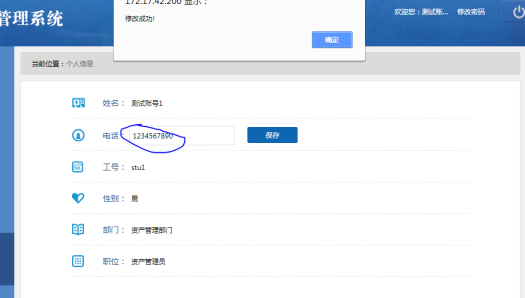 172.17.42.200 显示：
修改成功!
确定
管理系统
欢迎您：测试账... 修改密码
当前位置：个人信息
姓名： 测试账号1
电话： 1234567890 保存
工号： stu1
性别： 男
部门： 资产管理部门
职位： 资产管理员